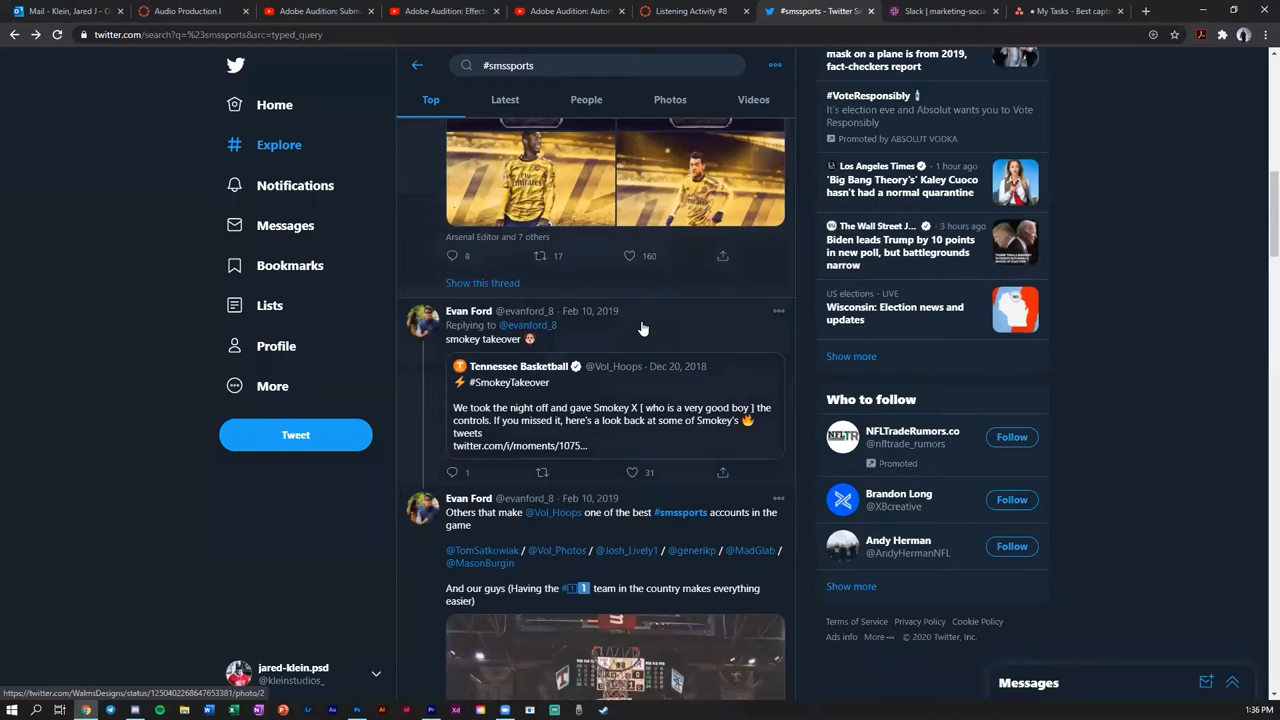 Mail - Klein, Jared J - Outlook
Audio Production I
Adobe Audition: Subm
Adobe Audition: Effects
Adobe Audition: Autom
Listening Activity #8
#smssports - Twitter Se
Slack | marketing-social
My Tasks - Best capt
twitter.com/search?q=%23smssports&src=typed_query
Home
Explore
Notifications
Messages
Bookmarks
Lists
Profile
More
Tweet
jared-klein.psd
@kleinstudios_
#smssports
Top
Latest
People
Photos
Videos
Arsenal Editor and 7 others
8
17
160
Show this thread
Evan Ford @evanford_8 · Feb 10, 2019
Replying to @evanford_8
smokey takeover
Tennessee Basketball @Vol_Hoops · Dec 20, 2018
⚡ #SmokeyTakeover
We took the night off and gave Smokey X [ who is a very good boy ] the
controls. If you missed it, here's a look back at some of Smokey's 🔥
tweets
twitter.com/i/moments/1075...
1
31
Evan Ford @evanford_8 · Feb 10, 2019
Others that make @Vol_Hoops one of the best #smssports accounts in the
game
@TomSatkowiak / @Vol_Photos / @Josh_Lively1 / @generikp / @MadGlab /
@MasonBurgin
And our guys (Having the #1️⃣ team in the country makes everything
easier)
mask on a plane is from 2019,
fact-checkers report
#VoteResponsibly
It's election eve and Absolut wants you to Vote
Responsibly
Promoted by ABSOLUT VODKA
Los Angeles Times · 1 hour ago
'Big Bang Theory's' Kaley Cuoco
hasn't had a normal quarantine
The Wall Street J... · 3 hours ago
Biden leads Trump by 10 points
in new poll, but battlegrounds
narrow
US elections · LIVE
Wisconsin: Election news and
updates
Show more
Who to follow
NFLTradeRumors.co
@nfltrade_rumors
Follow
Promoted
Brandon Long
@XBcreative
Follow
Andy Herman
@AndyHermanNFL
Follow
Show more
Terms of Service Privacy Policy Cookie Policy
Ads info More ··· © 2020 Twitter, Inc.
Messages
https://twitter.com/WalmsDesigns/status/1250402268647653381/photo/2
1:36 PM